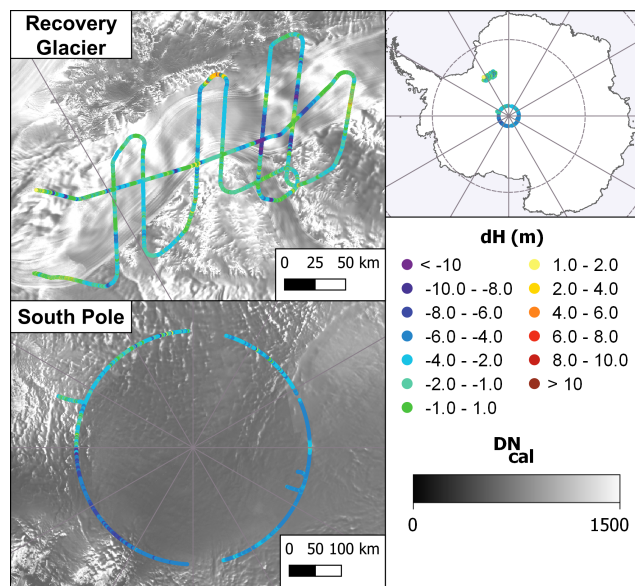 Recovery
Glacier
0 25 50 km
South Pole
0 50 100 km
dH (m)
< -10
-10.0 - -8.0
-8.0 - -6.0
-6.0 - -4.0
-4.0 - -2.0
-2.0 - -1.0
-1.0 - 1.0
1.0 - 2.0
2.0 - 4.0
4.0 - 6.0
6.0 - 8.0
8.0 - 10.0
> 10
DN cal
0 1500